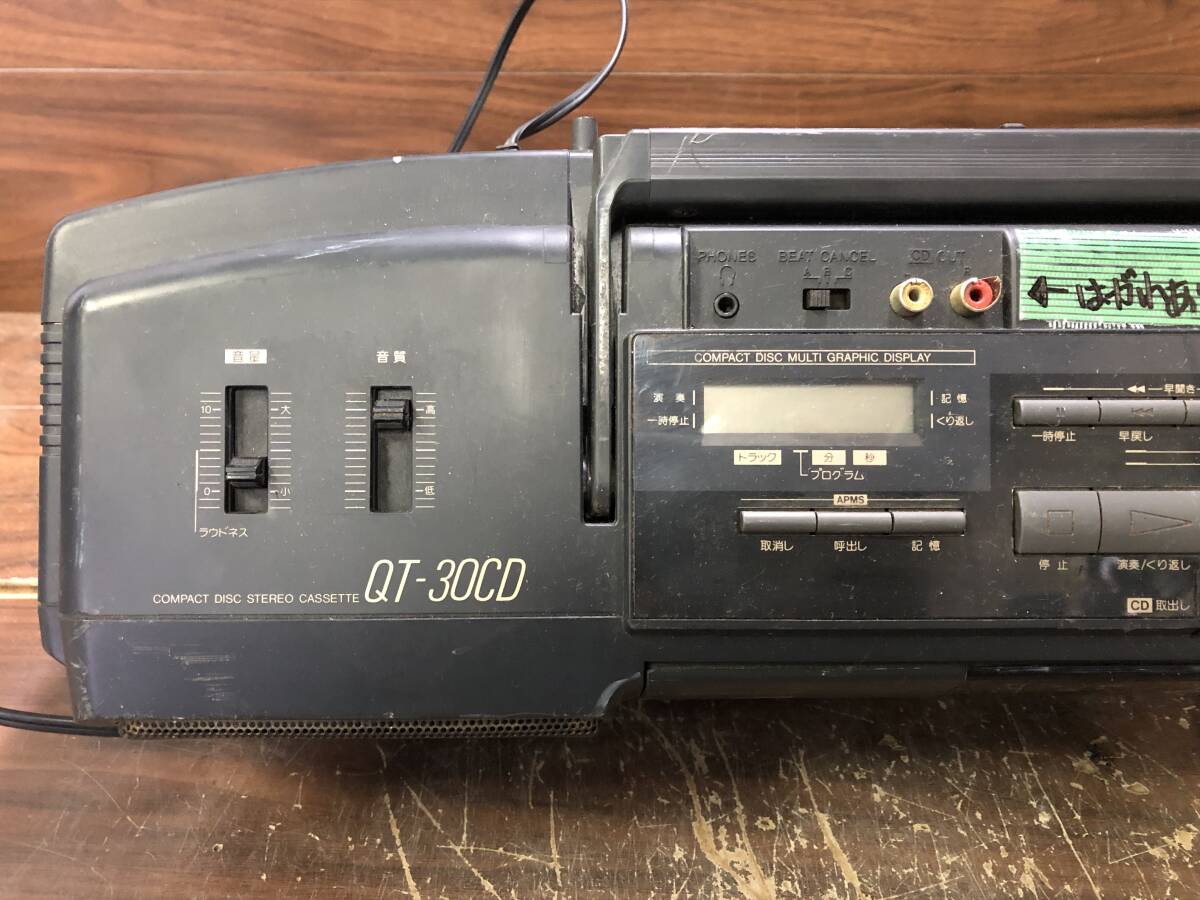 PHONES
BEAT CANCEL
A B C
CD OUT
R
←はがれあ
COMPACT DISC MULTI GRAPHIC DISPLAY
演奏
一時停止
記憶
くり返し
トラック
分
秒
プログラム
APMS
取消し
呼出し
記憶
早聞き
一時停止
早戻し
停止
演奏/くり返し
CD 取出し
音量
音質
10
大
0
小
高
低
ラウドネス
COMPACT DISC STEREO CASSETTE QT-30CD